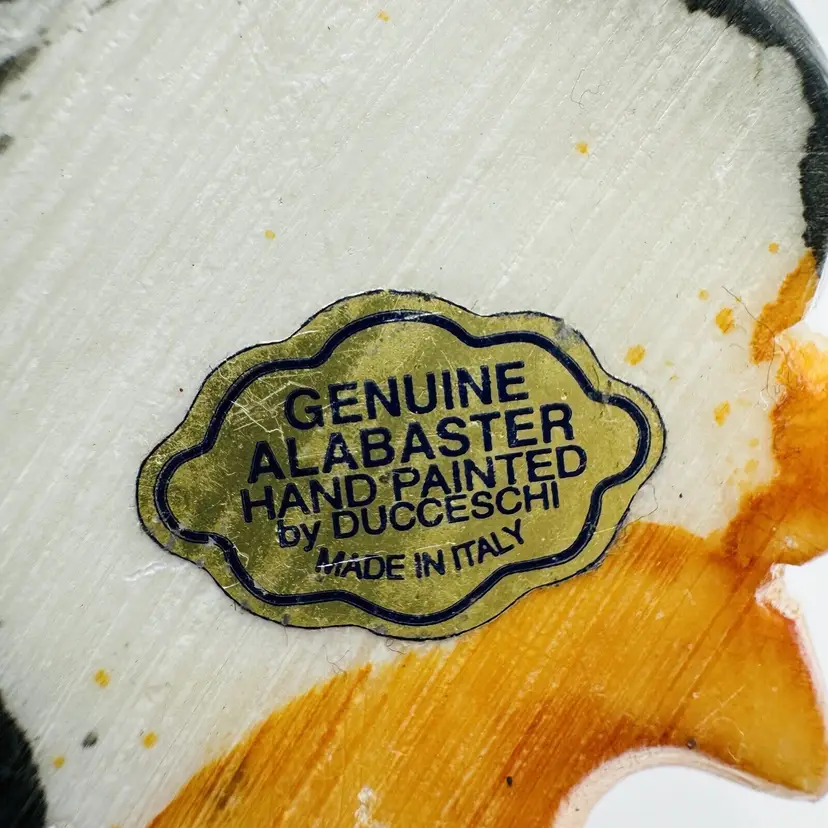 GENUINE
ALABASTER
HAND PAINTED
by DUCCESCHI
MADE IN ITALY